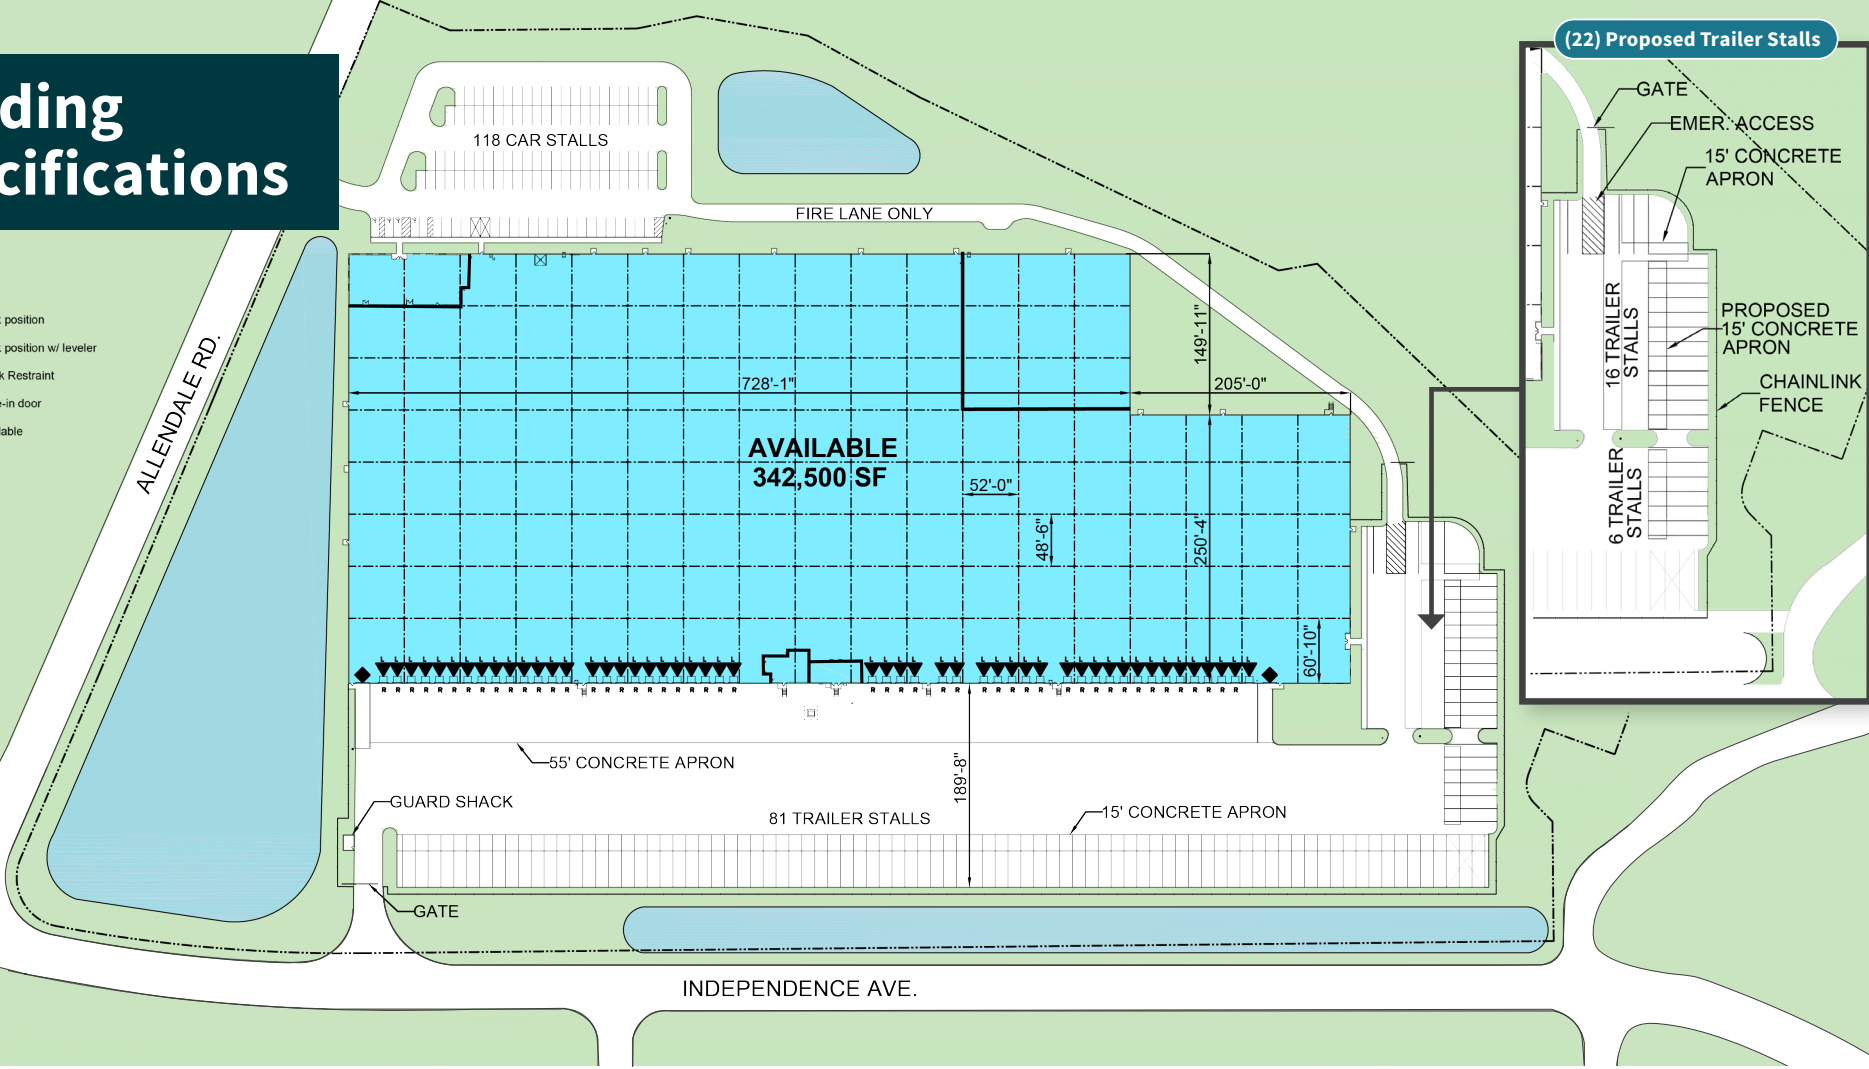 ding
cifications
position
position w/ leveler
k Restraint
e-in door
lable
ALLENDALE RD.
118 CAR STALLS
FIRE LANE ONLY
728'-1"
149'-11"
205'-0"
AVAILABLE
342,500 SF
52'-0"
48'-6"
250'-4"
60'-10"
189'-8"
55' CONCRETE APRON
GUARD SHACK
81 TRAILER STALLS
15' CONCRETE APRON
GATE
INDEPENDENCE AVE.
(22) Proposed Trailer Stalls
GATE
EMER. ACCESS
15' CONCRETE
APRON
16 TRAILER
STALLS
PROPOSED
15' CONCRETE
APRON
CHAINLINK
FENCE
6 TRAILER
STALLS